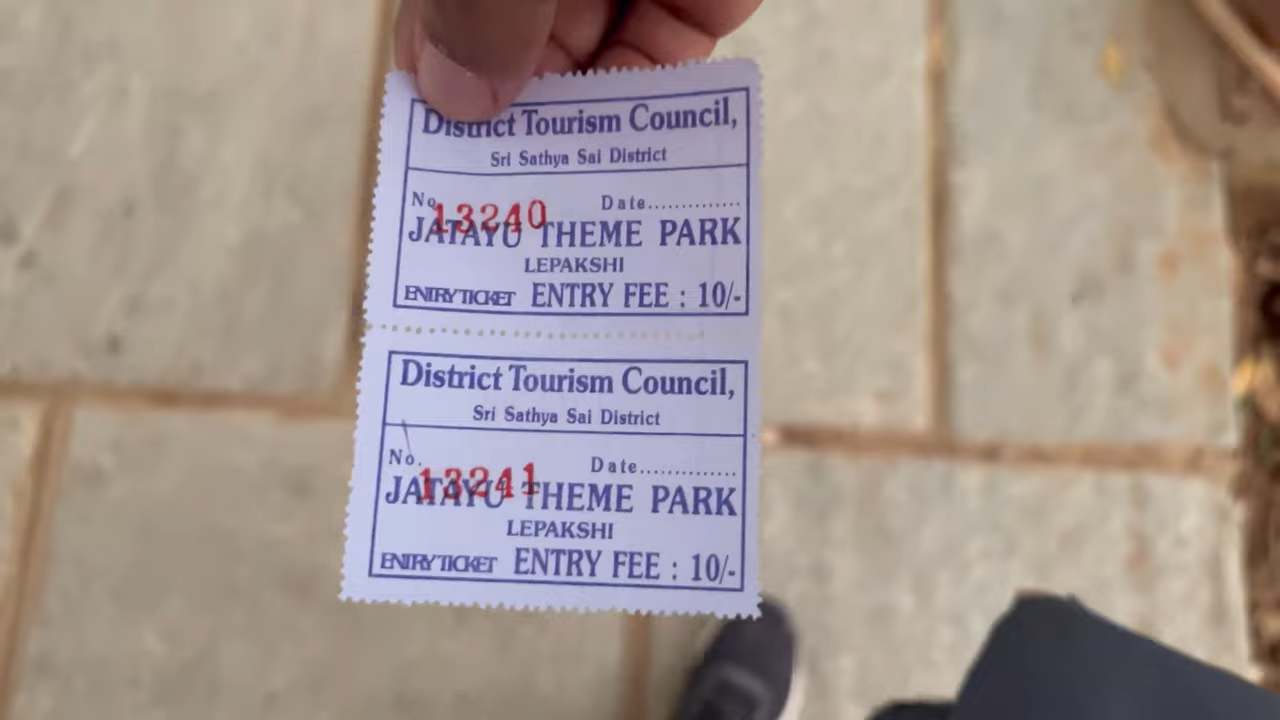 District Tourism Council,
Sri Sathya Sai District
No. 13240 Date..............
JATAYU THEME PARK
LEPAKSHI
ENTRY TICKET ENTRY FEE : 10/-
District Tourism Council,
Sri Sathya Sai District
No. 13241 Date..............
JATAYU THEME PARK
LEPAKSHI
ENTRY TICKET ENTRY FEE : 10/-